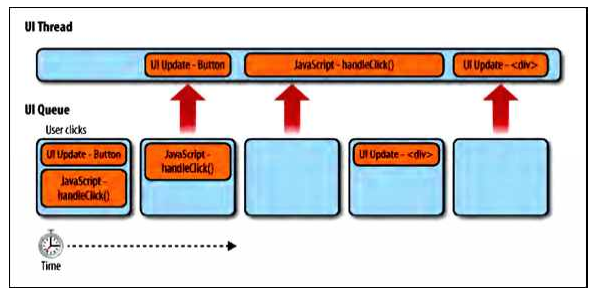 UI Thread
UI Update - Button
JavaScript - handleClick()
UI Update - <div>
UI Queue
User clicks
UI Update - Button
JavaScript -
handleClick()
JavaScript -
handleClick()
UI Update - <div>
Time